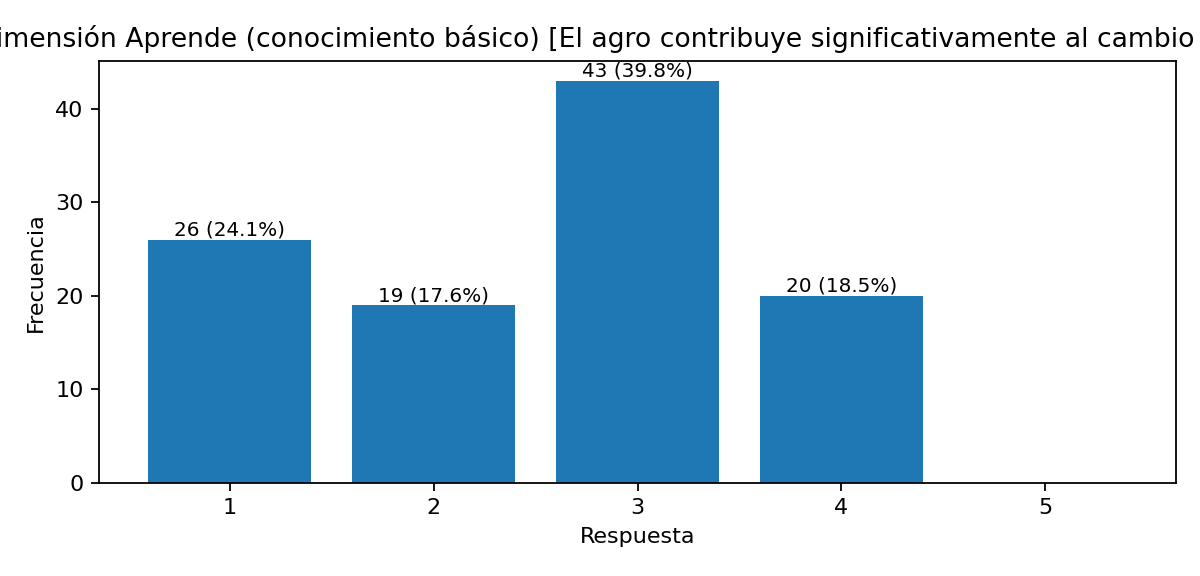 imensión Aprende (conocimiento básico) [El agro contribuye significativamente al cambio
43 (39.8%)
26 (24.1%)
20 (18.5%)
19 (17.6%)
40
30
20
10
0
Frecuencia
1 2 3 4 5
Respuesta